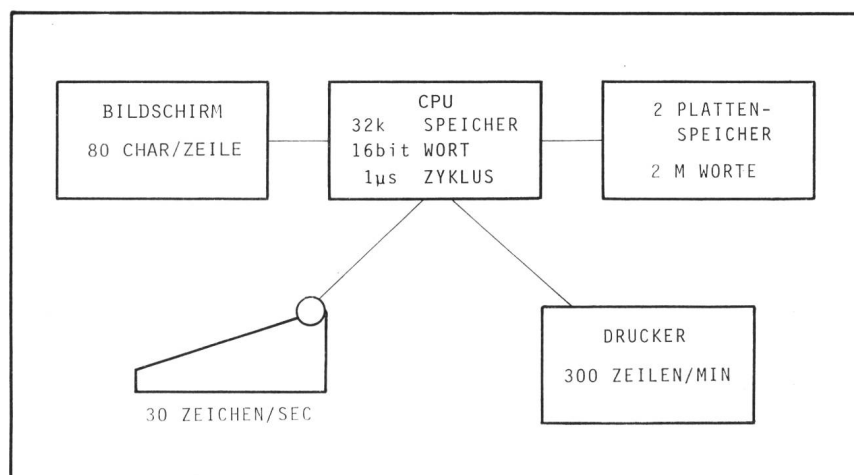 BILDSCHIRM
80 CHAR/ZEILE
CPU
32k SPEICHER
16bit WORT
1µs ZYKLUS
2 PLATTEN-
SPEICHER
2 M WORTE
30 ZEICHEN/SEC
DRUCKER
300 ZEILEN/MIN